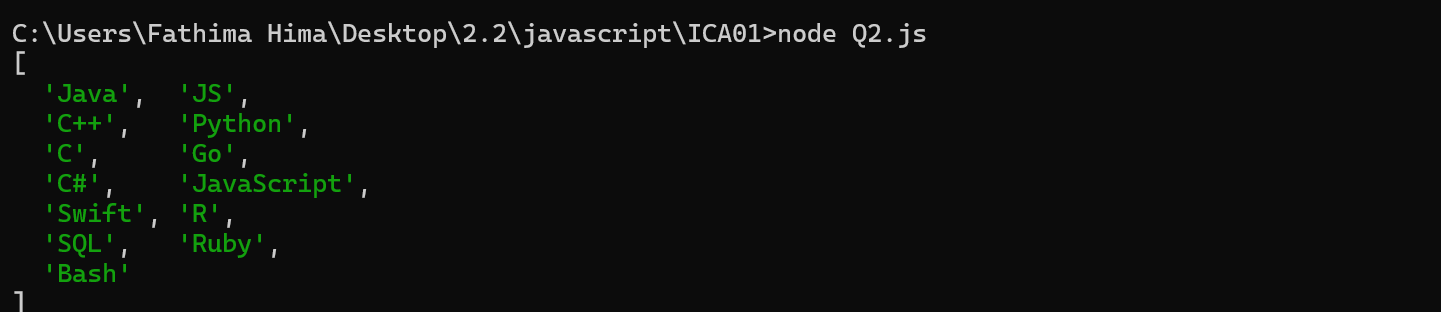 C:\Users\Fathima Hima\Desktop\2.2\javascript\ICA01>node Q2.js
[
  'Java',  'JS',
  'C++',   'Python',
  'C',     'Go',
  'C#',    'JavaScript',
  'Swift', 'R',
  'SQL',   'Ruby',
  'Bash'
]